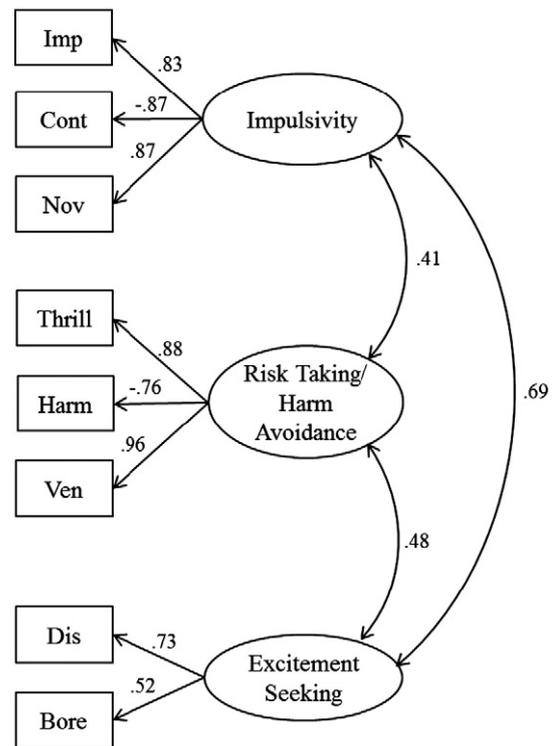 Imp
.83
Cont
-.87
Impulsivity
.87
Nov
.41
Thrill
.88
Risk Taking/
Harm
Avoidance
Harm
-.76
.69
.96
Ven
.48
Dis
.73
Excitement
Seeking
.52
Bore